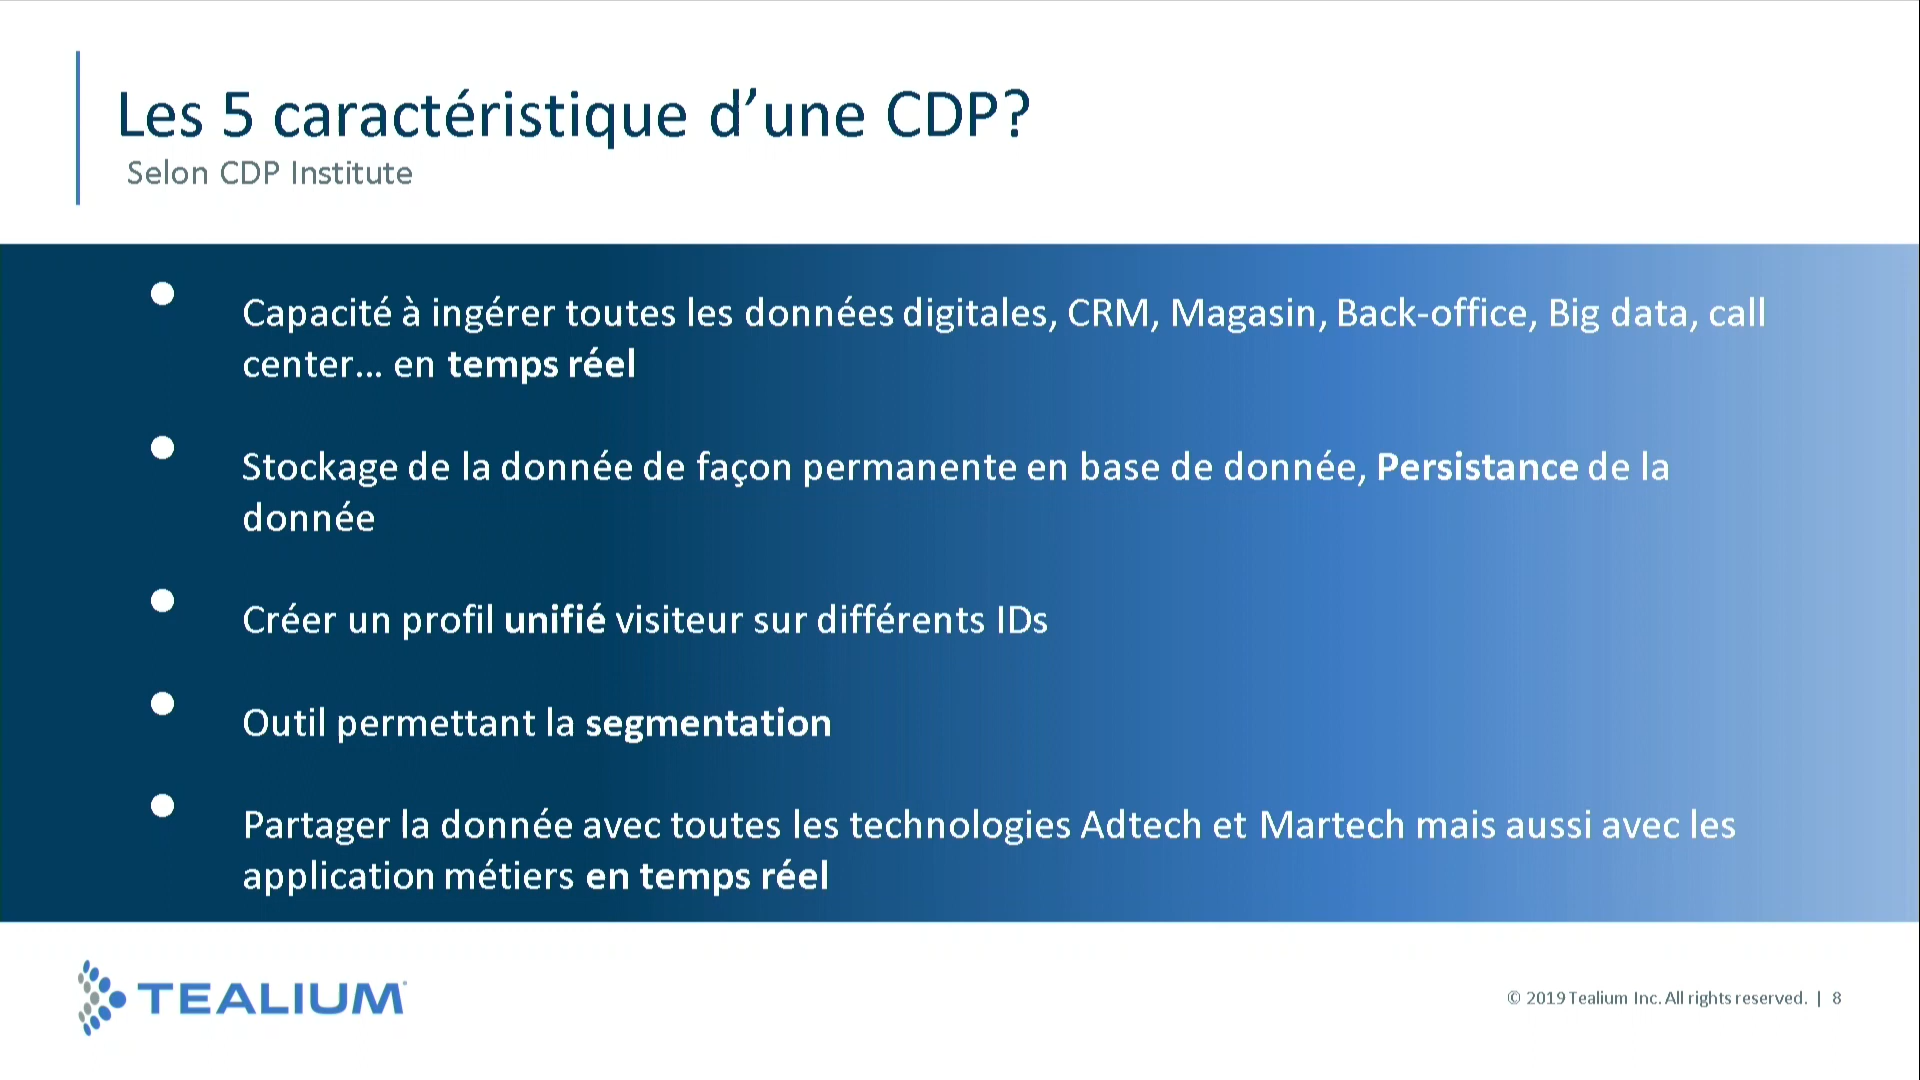 Les 5 caractéristique d’une CDP?
Selon CDP Institute
Capacité à ingérer toutes les données digitales, CRM, Magasin, Back-office, Big data, call
center... en temps réel
Stockage de la donnée de façon permanente en base de donnée, Persistance de la
donnée
Créer un profil unifié visiteur sur différents IDs
Outil permettant la segmentation
Partager la donnée avec toutes les technologies Adtech et Martech mais aussi avec les
application métiers en temps réel
TEALIUM
© 2019 Tealium Inc. All rights reserved. | 8